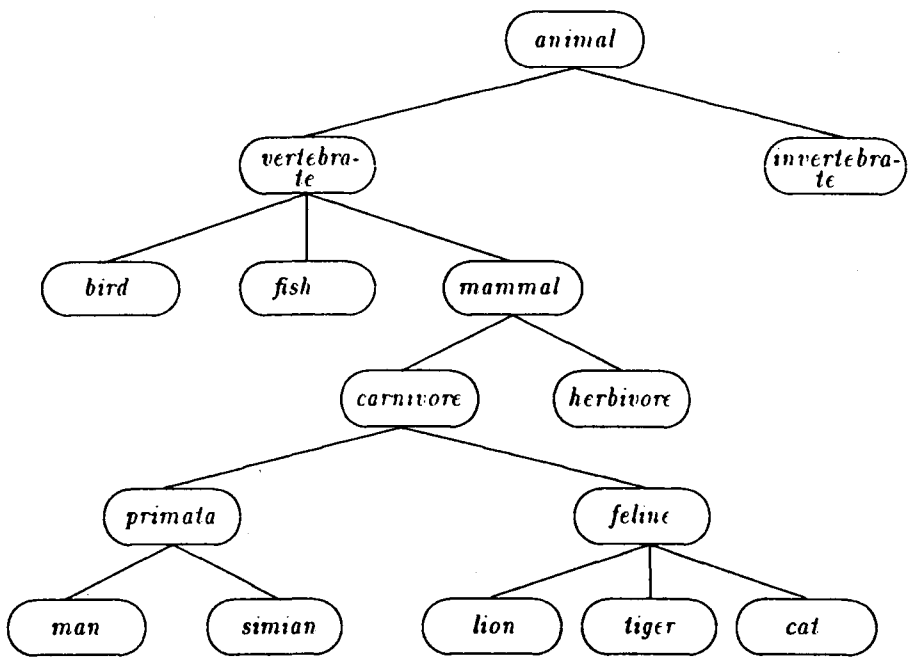 animal
vertebra-
te
invertebra-
te
bird
fish
mammal
carnivore
herbivore
primata
feline
man
simian
lion
tiger
cat